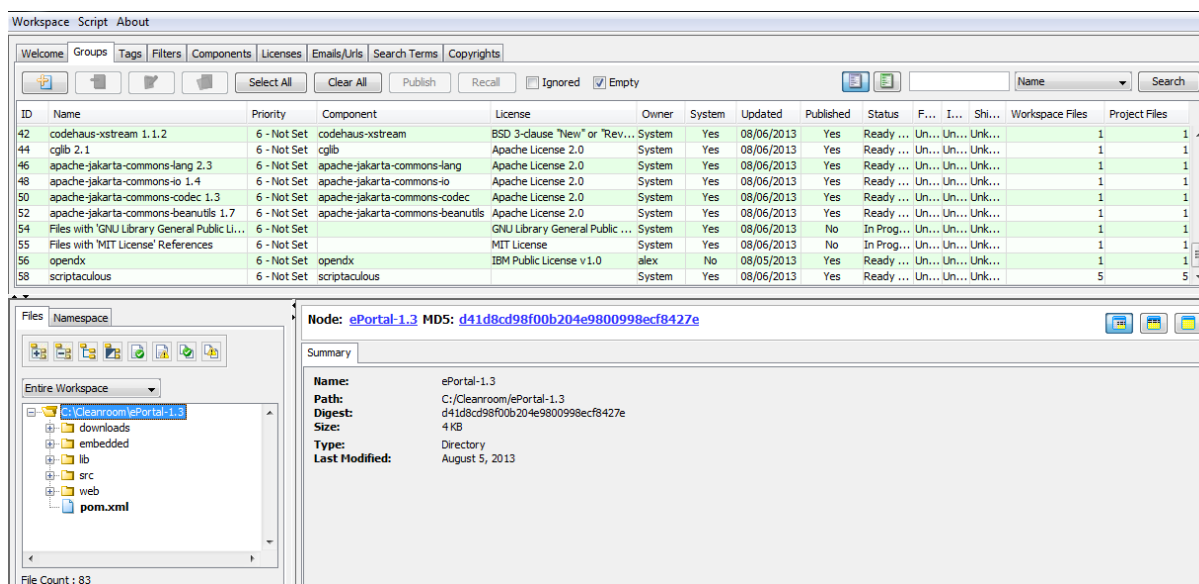 Workspace Script About
Welcome Groups Tags Filters Components Licenses Emails/Urls Search Terms Copyrights
Select All Clear All Publish Recall Ignored Empty Name Search
ID Name Priority Component License Owner System Updated Published Status F... I... Shi... Workspace Files Project Files
42 codehaus-xstream 1.1.2 6 - Not Set codehaus-xstream BSD 3-clause "New" or "Rev... System Yes 08/06/2013 Yes Ready ... Un... Un... Unk... 1 1
44 cglib 2.1 6 - Not Set cglib Apache License 2.0 System Yes 08/06/2013 Yes Ready ... Un... Un... Unk... 1 1
46 apache-jakarta-commons-lang 2.3 6 - Not Set apache-jakarta-commons-lang Apache License 2.0 System Yes 08/06/2013 Yes Ready ... Un... Un... Unk... 1 1
48 apache-jakarta-commons-io 1.4 6 - Not Set apache-jakarta-commons-io Apache License 2.0 System Yes 08/06/2013 Yes Ready ... Un... Un... Unk... 1 1
50 apache-jakarta-commons-codec 1.3 6 - Not Set apache-jakarta-commons-codec Apache License 2.0 System Yes 08/06/2013 Yes Ready ... Un... Un... Unk... 1 1
52 apache-jakarta-commons-beanutils 1.7 6 - Not Set apache-jakarta-commons-beanutils Apache License 2.0 System Yes 08/06/2013 Yes Ready ... Un... Un... Unk... 1 1
54 Files with 'GNU Library General Public Li... 6 - Not Set GNU Library General Public ... System Yes 08/06/2013 No In Prog... Un... Un... Unk... 1 1
55 Files with 'MIT License' References 6 - Not Set MIT License System Yes 08/06/2013 No In Prog... Un... Un... Unk... 1 1
56 opendx 6 - Not Set opendx IBM Public License v1.0 alex No 08/05/2013 Yes Ready ... Un... Un... Unk... 1 1
58 scriptaculous 6 - Not Set scriptaculous System Yes 08/06/2013 Yes Ready ... Un... Un... Unk... 5 5
Files Namespace
Node: ePortal-1.3 MD5: d41d8cd98f00b204e9800998ecf8427e
Summary
Entire Workspace
C:\Cleanroom\ePortal-1.3
downloads
embedded
lib
src
web
pom.xml
File Count : 83
Name: ePortal-1.3
Path: C:/Cleanroom/ePortal-1.3
Digest: d41d8cd98f00b204e9800998ecf8427e
Size: 4 KB
Type: Directory
Last Modified: August 5, 2013